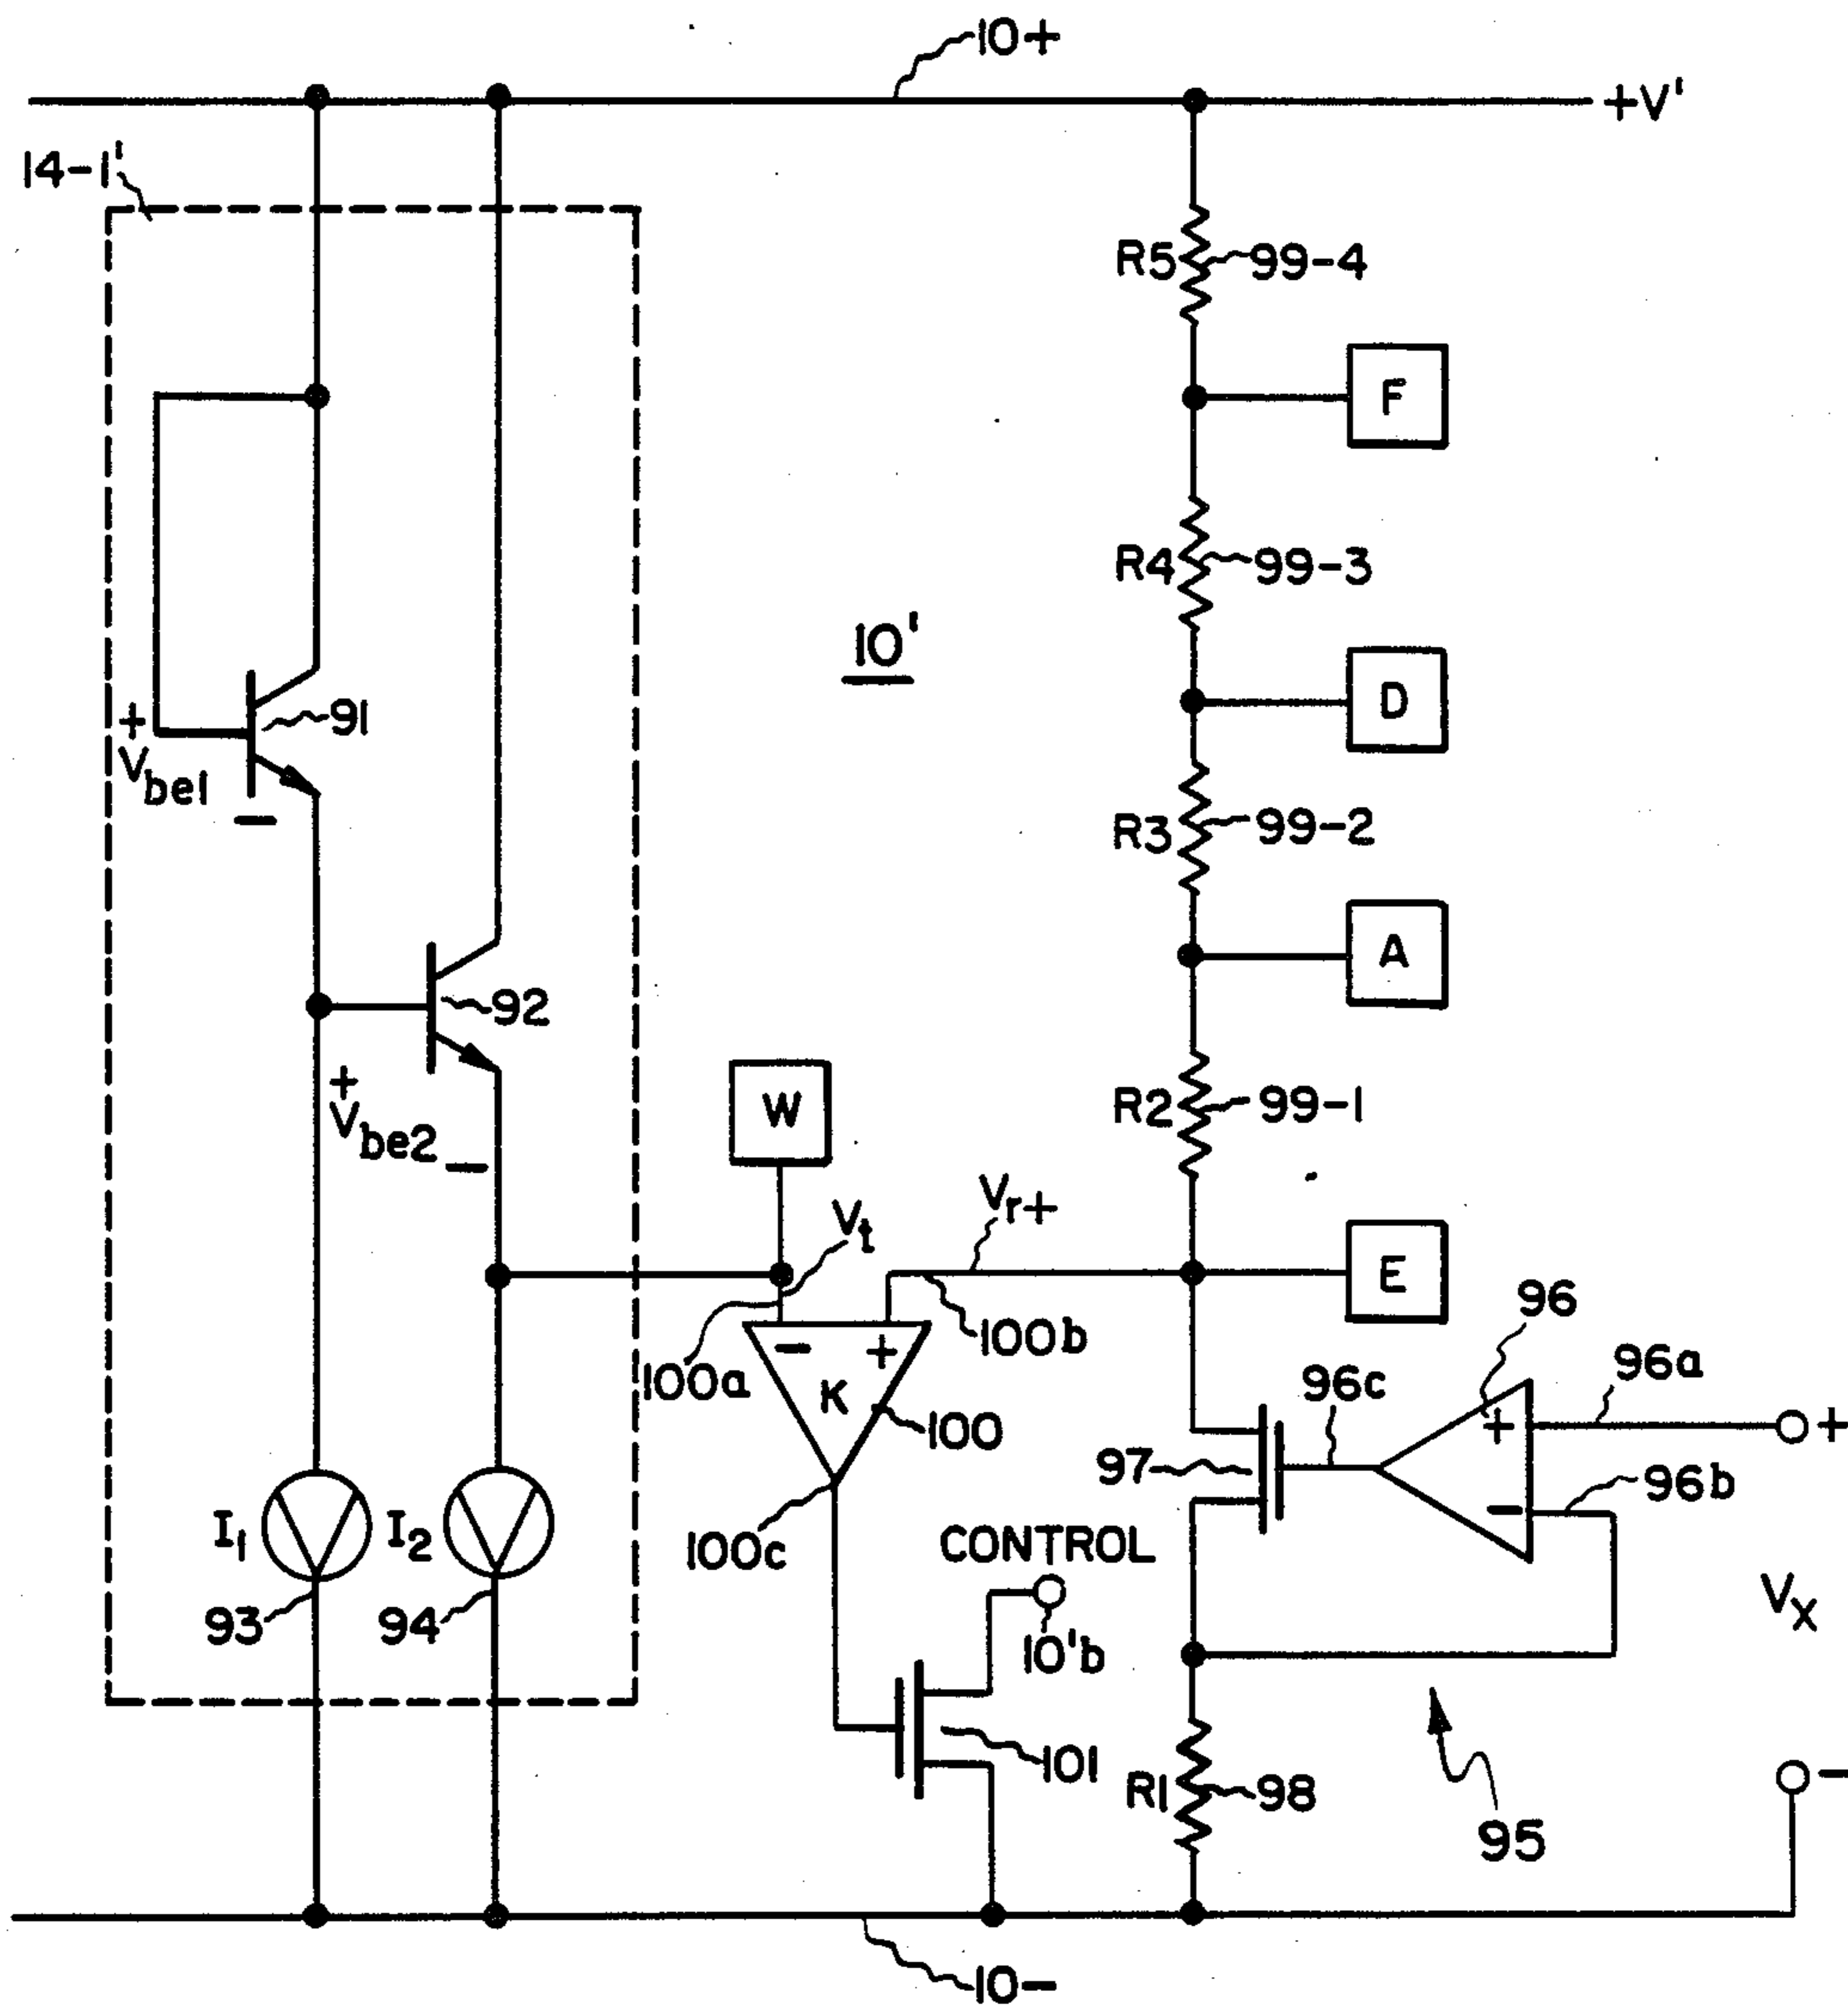 10+
+V'
14-1'
R5
99-4
F
R4
99-3
10'
D
91
+
Vbe1
−
R3
99-2
A
92
+
Vbe2
−
W
R2
99-1
Vt
Vr+
E
96
100a
−
+
100b
K
100
96c
96a
+
+
97
−
96b
I1
I2
100c
CONTROL
93
94
10'b
Vx
101
R1
98
−
95
10−